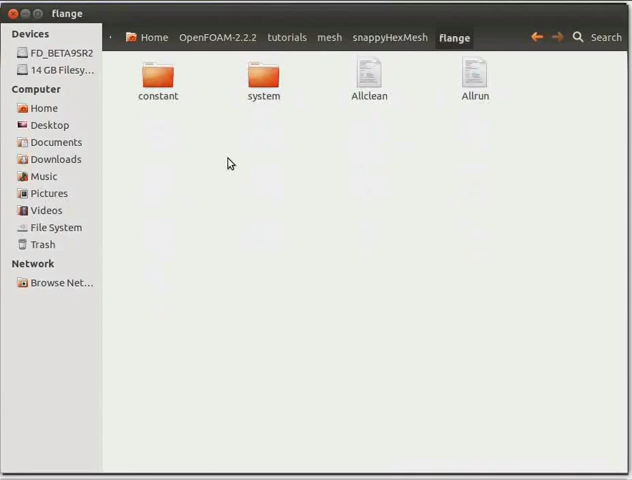 flange
Devices
Home OpenFOAM-2.2.2 tutorials mesh snappyHexMesh flange Search
FD_BETA9SR2
14 GB Filesy...
Computer
Home
Desktop
Documents
Downloads
Music
Pictures
Videos
File System
Trash
Network
Browse Net...
constant system Allclean Allrun